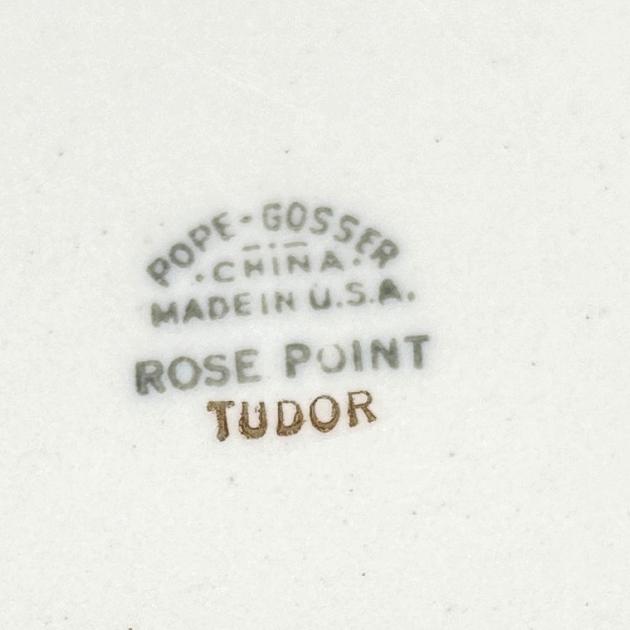 POPE-GOSSER
·CHINA·
MADE IN U.S.A.
ROSE POINT
TUDOR